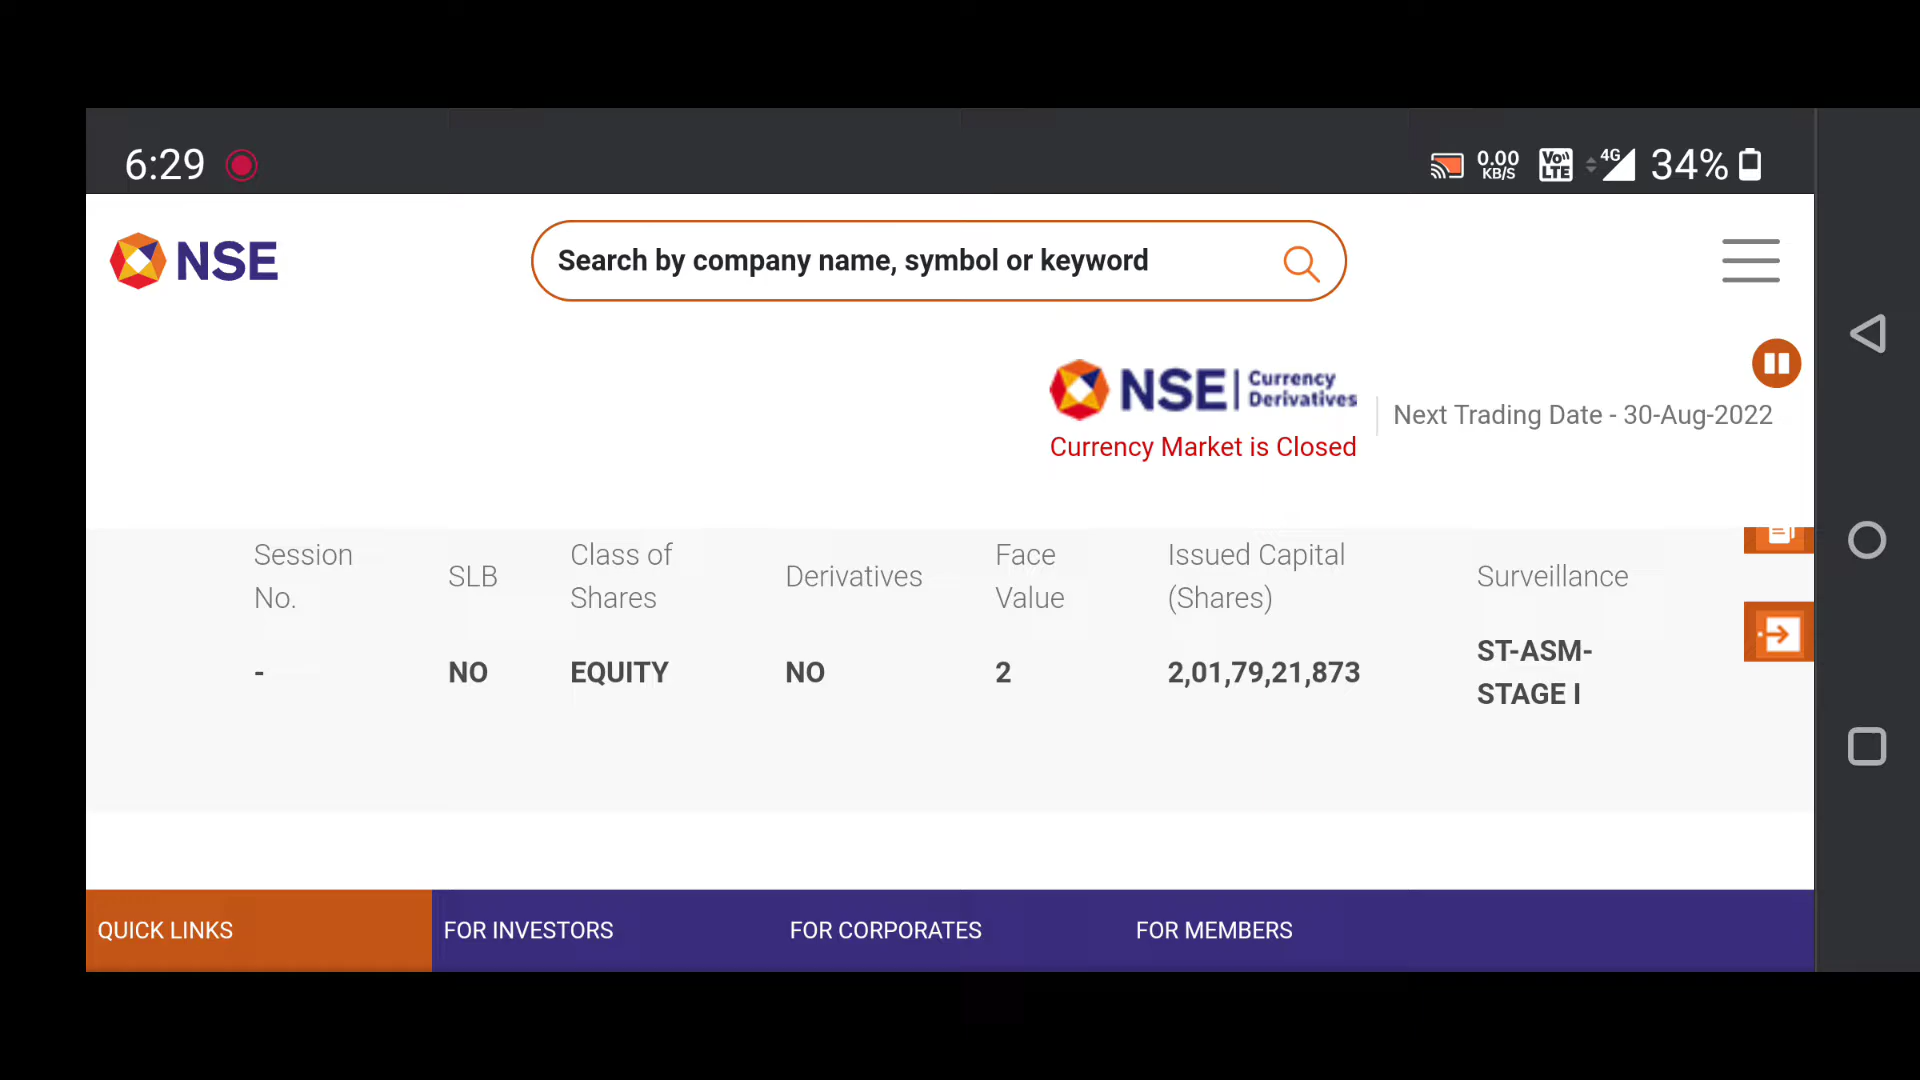 6:29
0.00
KB/S
Vo))
LTE
4G
34%
NSE
Search by company name, symbol or keyword
NSE
Currency
Derivatives
Next Trading Date - 30-Aug-2022
Currency Market is Closed
Session
No.
SLB
Class of
Shares
Derivatives
Face
Value
Issued Capital
(Shares)
Surveillance
-
NO
EQUITY
NO
2
2,01,79,21,873
ST-ASM-
STAGE I
QUICK LINKS
FOR INVESTORS
FOR CORPORATES
FOR MEMBERS